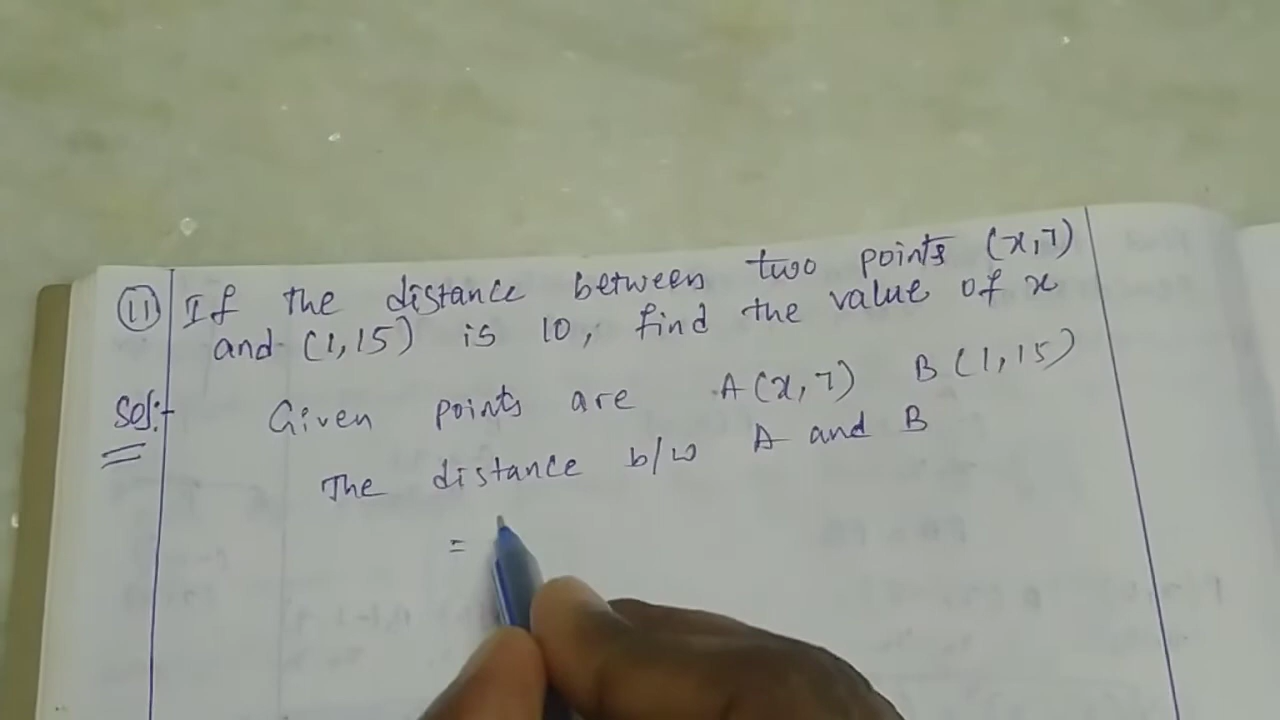 11 If the distance between two points (x,7)
and (1,15) is 10, find the value of x
Sol:- Given points are A(x,7) B(1,15)
The distance b/w A and B
=